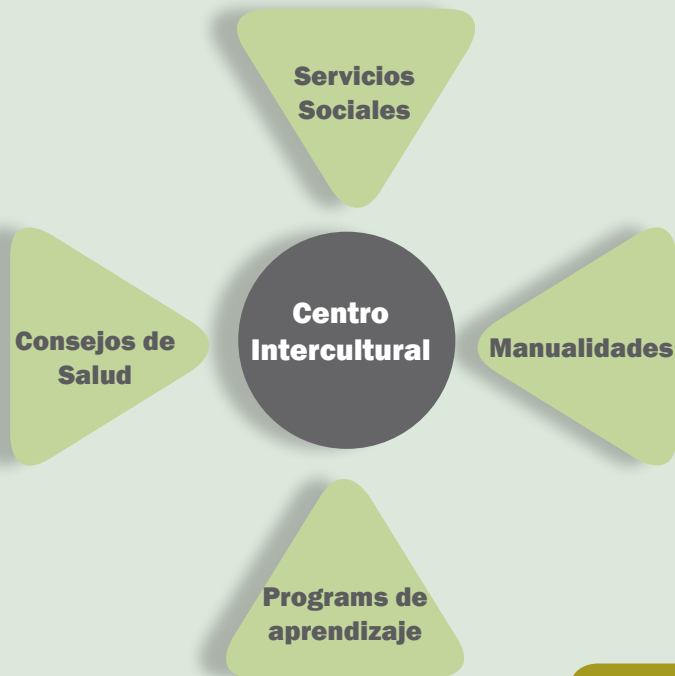 Servicios
Sociales
Centro
Intercultural
Consejos de
Salud
Manualidades
Programs de
aprendizaje